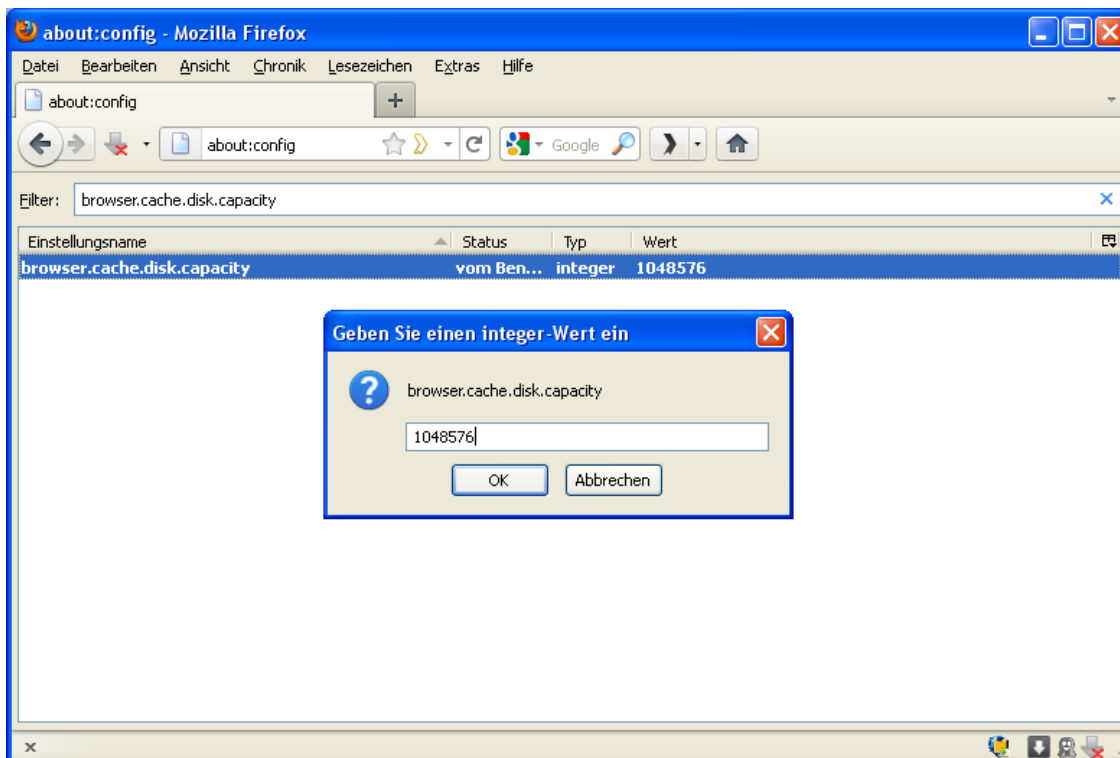 about:config - Mozilla Firefox
Datei Bearbeiten Ansicht Chronik Lesezeichen Extras Hilfe
about:config
about:config Google
Filter: browser.cache.disk.capacity
Einstellungsname Status Typ Wert
browser.cache.disk.capacity vom Ben... integer 1048576
Geben Sie einen integer-Wert ein
browser.cache.disk.capacity
1048576
OK Abbrechen